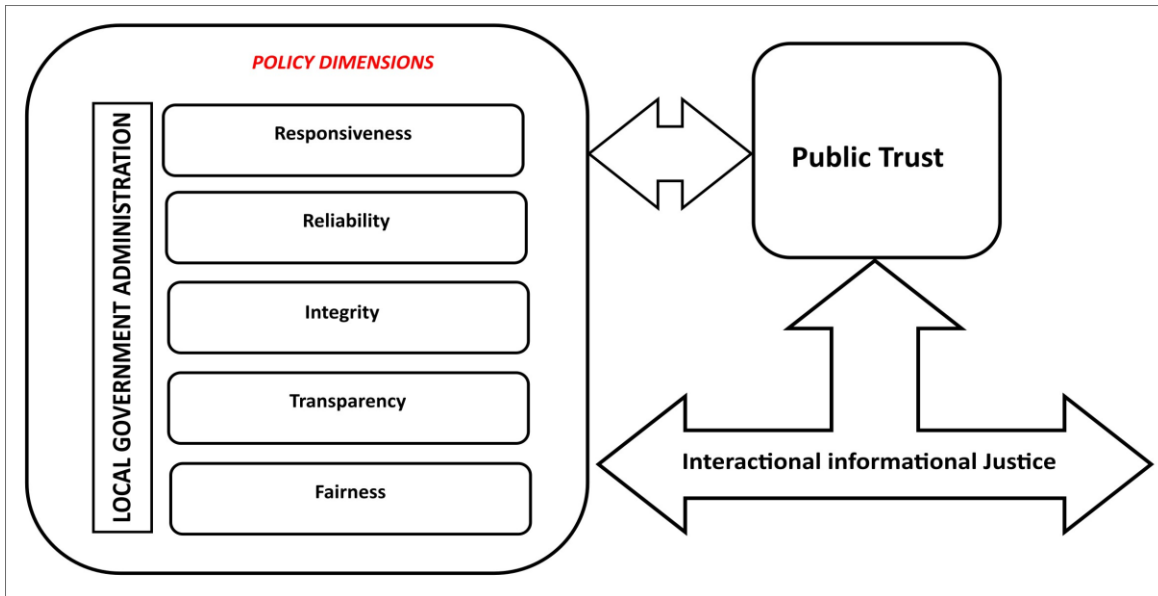 POLICY DIMENSIONS
LOCAL GOVERNMENT ADMINISTRATION
Responsiveness
Reliability
Integrity
Transparency
Fairness
Public Trust
Interactional informational Justice